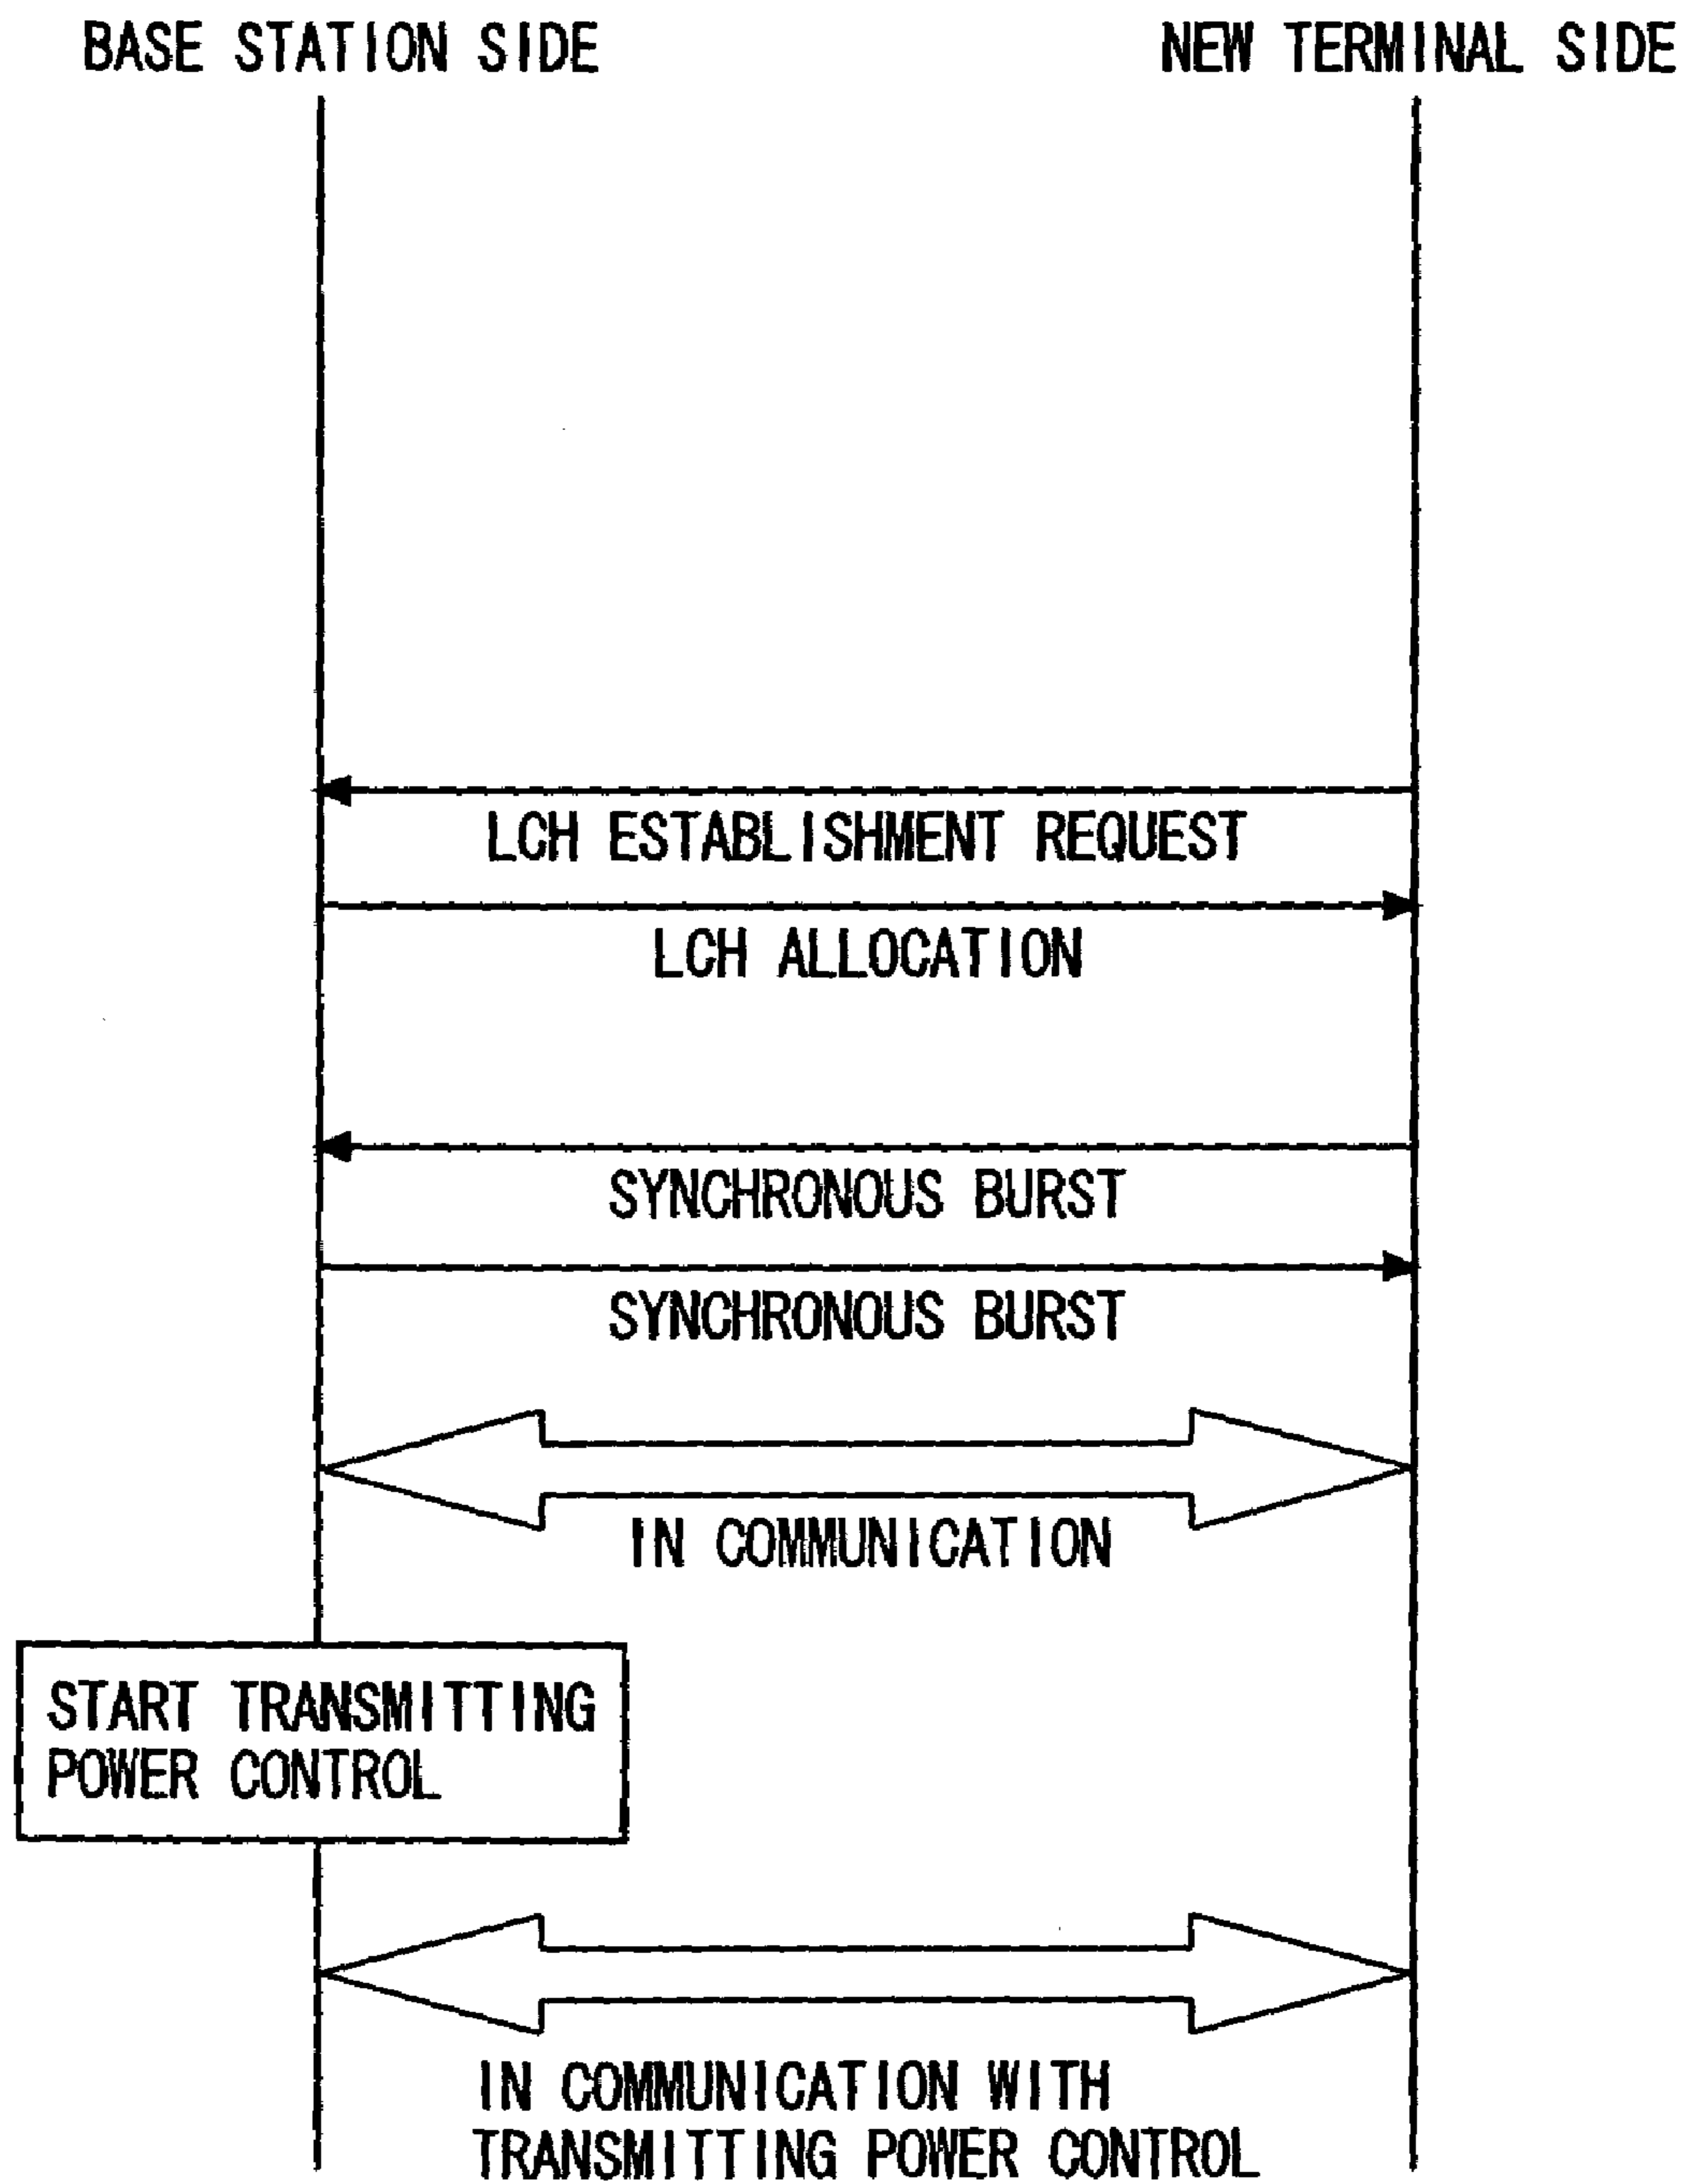 BASE STATION SIDE
NEW TERMINAL SIDE
LCH ESTABLISHMENT REQUEST
LCH ALLOCATION
SYNCHRONOUS BURST
SYNCHRONOUS BURST
IN COMMUNICATION
START TRANSMITTING
POWER CONTROL
IN COMMUNICATION WITH
TRANSMITTING POWER CONTROL